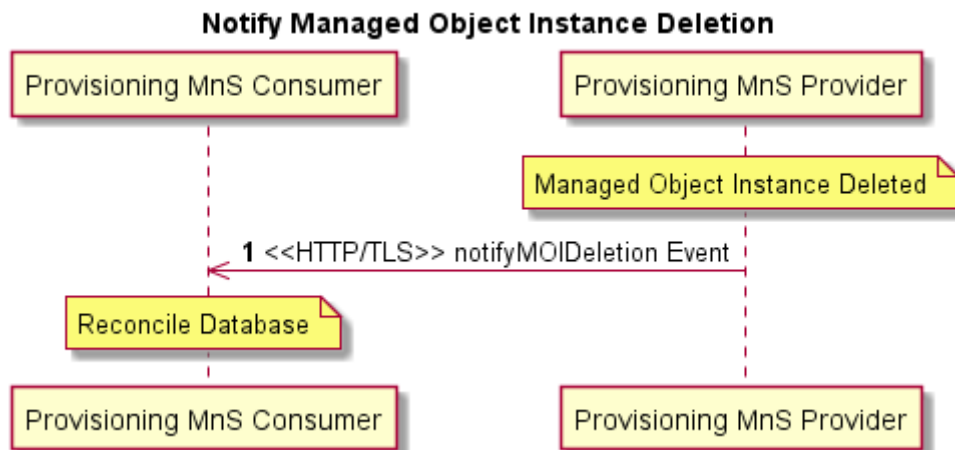 Notify Managed Object Instance Deletion
Provisioning MnS Consumer
Provisioning MnS Provider
Managed Object Instance Deleted
1 <<HTTP/TLS>> notifyMOIDeletion Event
Reconcile Database
Provisioning MnS Consumer
Provisioning MnS Provider